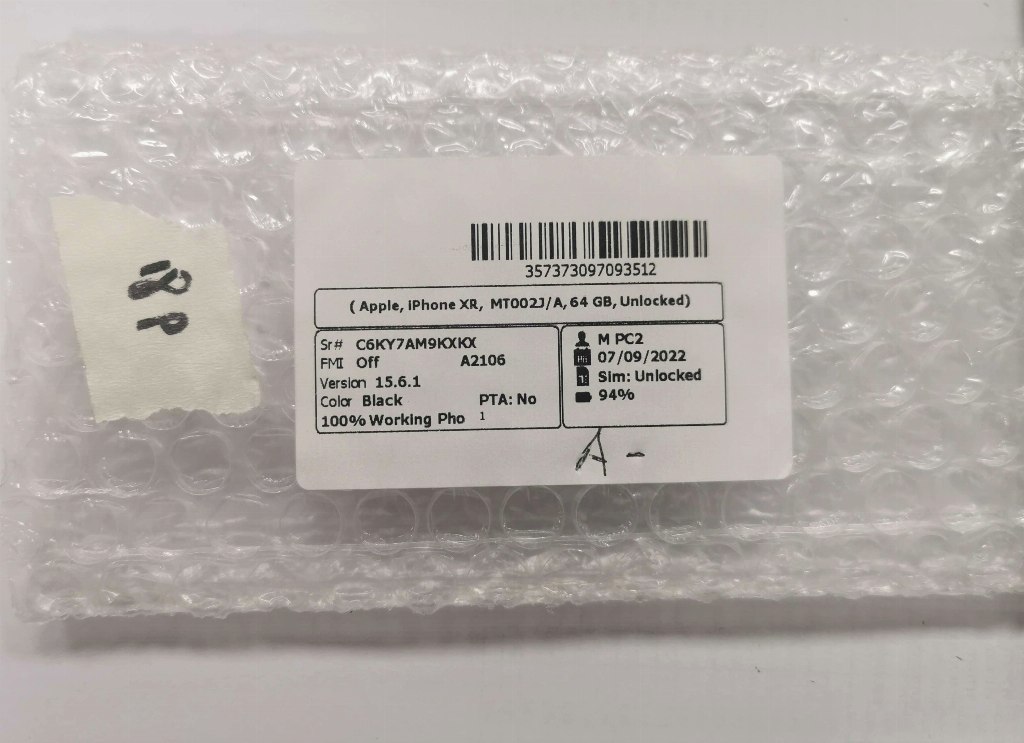 357373097093512
( Apple, iPhone XR, MT002J/A, 64 GB, Unlocked)
Sr# C6KY7AM9KXKX
FMI Off A2106
Version 15.6.1
Color Black PTA: No
100% Working Pho 1
M PC2
07/09/2022
Sim: Unlocked
94%
A -